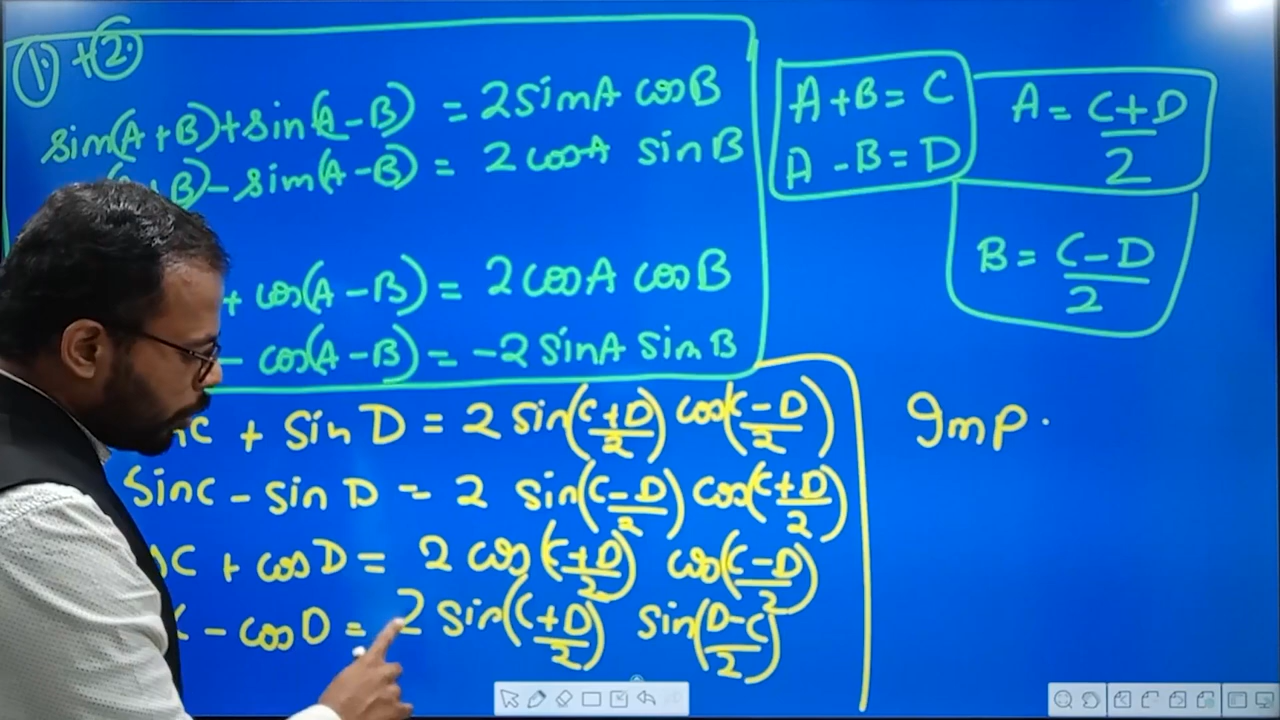 ① + ②
sin(A+B)+sin(A-B) = 2sinA cosB
+B)-sin(A-B) = 2cosA sinB
+ cos(A-B) = 2cosA cosB
- cos(A-B) = -2 sinA sinB
A+B = C
A-B = D
A = C+D/2
B = C-D/2
C + sin D = 2 sin(C+D/2) cos(C-D/2)
Sinc - sin D = 2 sin(C-D/2) cos(C+D/2)
C + cosD = 2 cos(C+D/2) cos(C-D/2)
C - cosD = 2 sin(C+D/2) sin(D-C/2)
Imp.